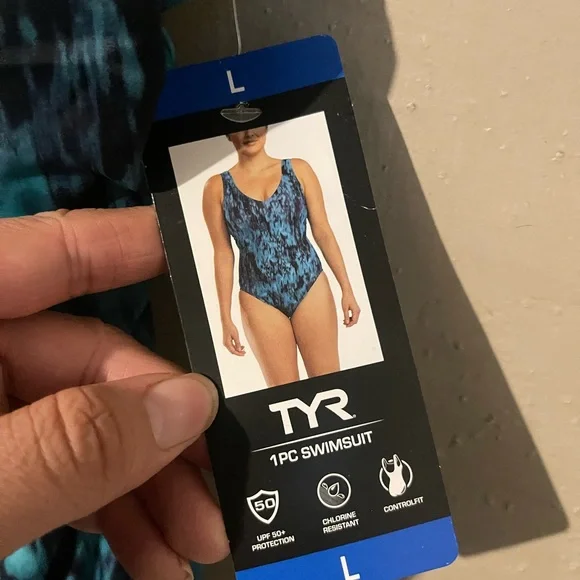 L
TYR
1PC SWIMSUIT
50
UPF 50+
PROTECTION
CHLORINE
RESISTANT
CONTROLFIT
L